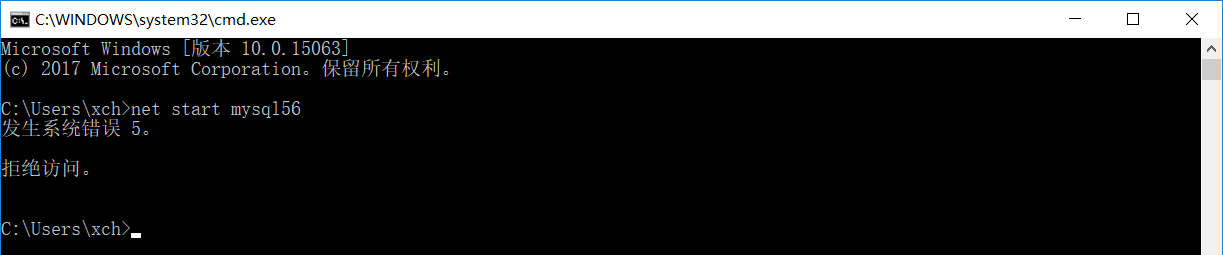 C:\WINDOWS\system32\cmd.exe
Microsoft Windows [版本 10.0.15063]
(c) 2017 Microsoft Corporation。保留所有权利。
C:\Users\xch>net start mysql56
发生系统错误 5。
拒绝访问。
C:\Users\xch>